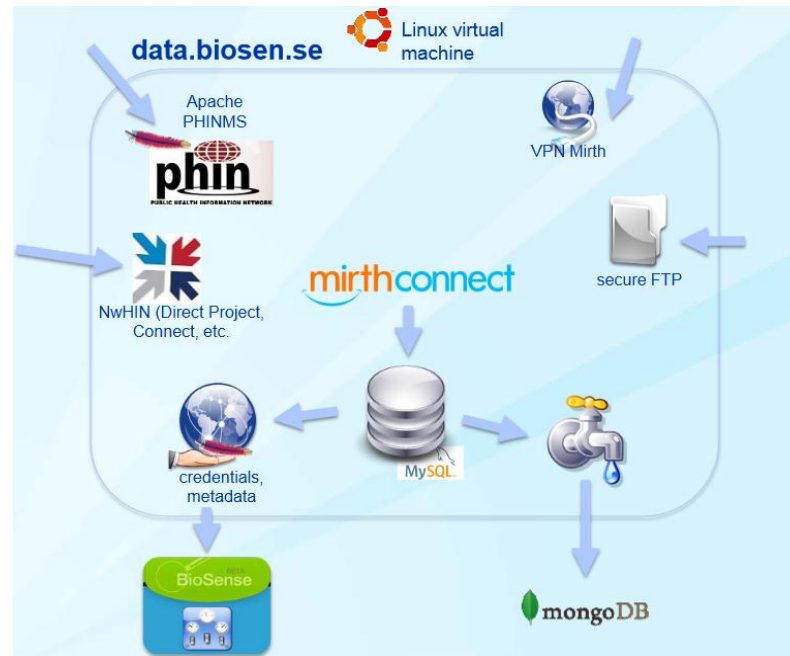 data.biosen.se
Linux virtual
machine
Apache
PHINMS
phin
PUBLIC HEALTH INFORMATION NETWORK
VPN Mirth
secure FTP
NwHIN (Direct Project,
Connect, etc.
mirthconnect
MySQL
credentials,
metadata
BETA
BioSense
mongoDB